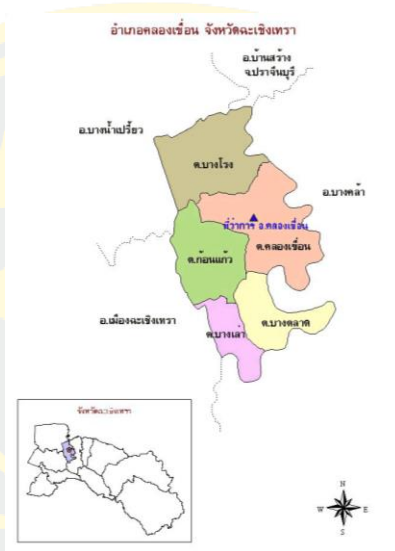 อำเภอคลองเขื่อน จังหวัดฉะเชิงเทรา
อ.บ้านสร้าง
จ.ปราจีนบุรี
อ.บางน้ำเปรี้ยว
ต.บางโรง
อ.บางคล้า
ที่ว่าการ อ.คลองเขื่อน
ต.คลองเขื่อน
ต.ก้อนแก้ว
อ.เมืองฉะเชิงเทรา
ต.บางตลาด
ต.บางเล่า
จังหวัดฉะเชิงเทรา
N
W E
S